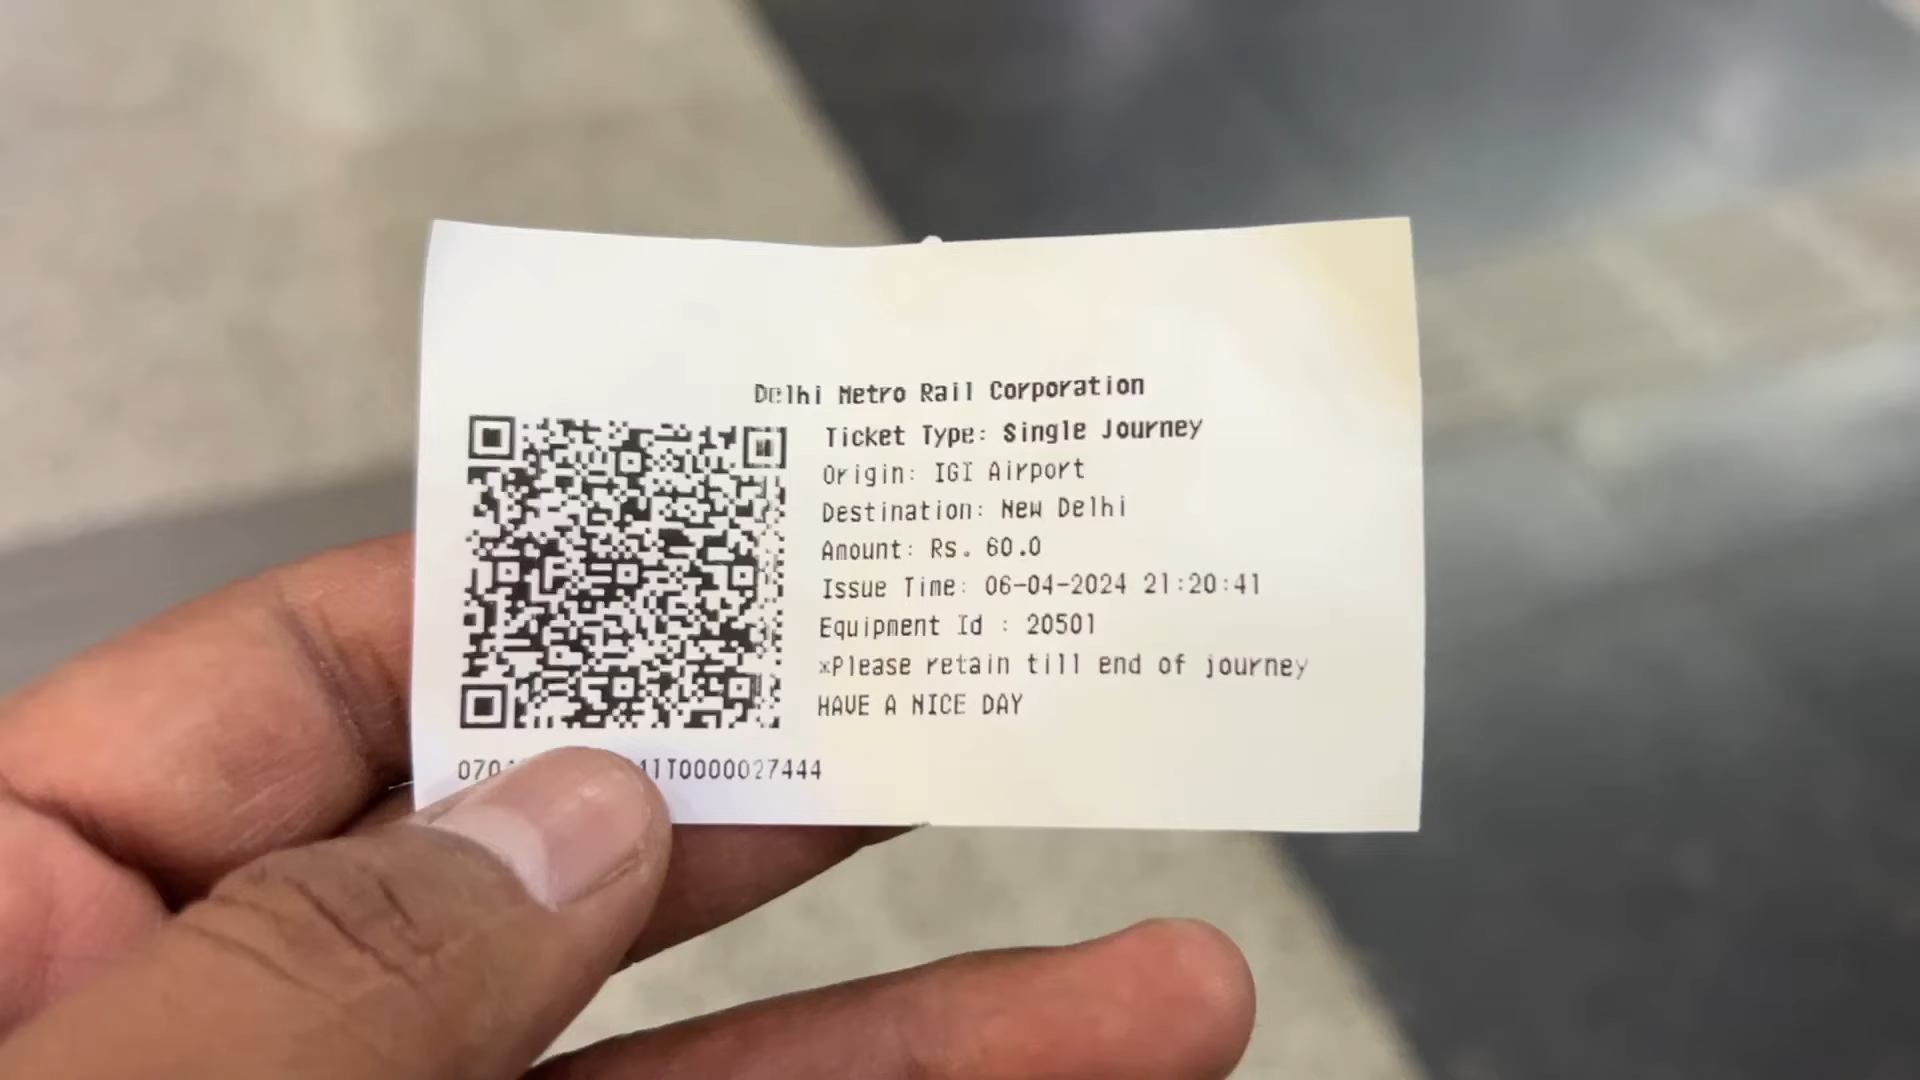 Delhi Metro Rail Corporation
Ticket Type: Single Journey
Origin: IGI Airport
Destination: New Delhi
Amount: Rs. 60.0
Issue Time: 06-04-2024 21:20:41
Equipment Id : 20501
*Please retain till end of journey
HAVE A NICE DAY